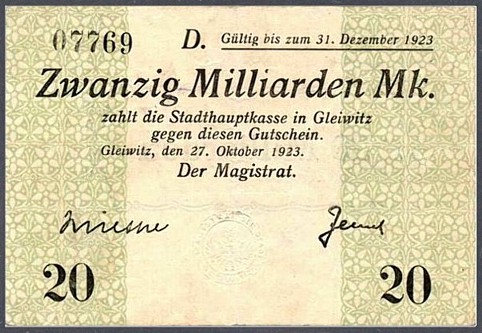 07769 D. Gültig bis zum 31. Dezember 1923
Zwanzig Milliarden Mk.
zahlt die Stadthauptkasse in Gleiwitz
gegen diesen Gutschein.
Gleiwitz, den 27. Oktober 1923.
Der Magistrat.
20 20